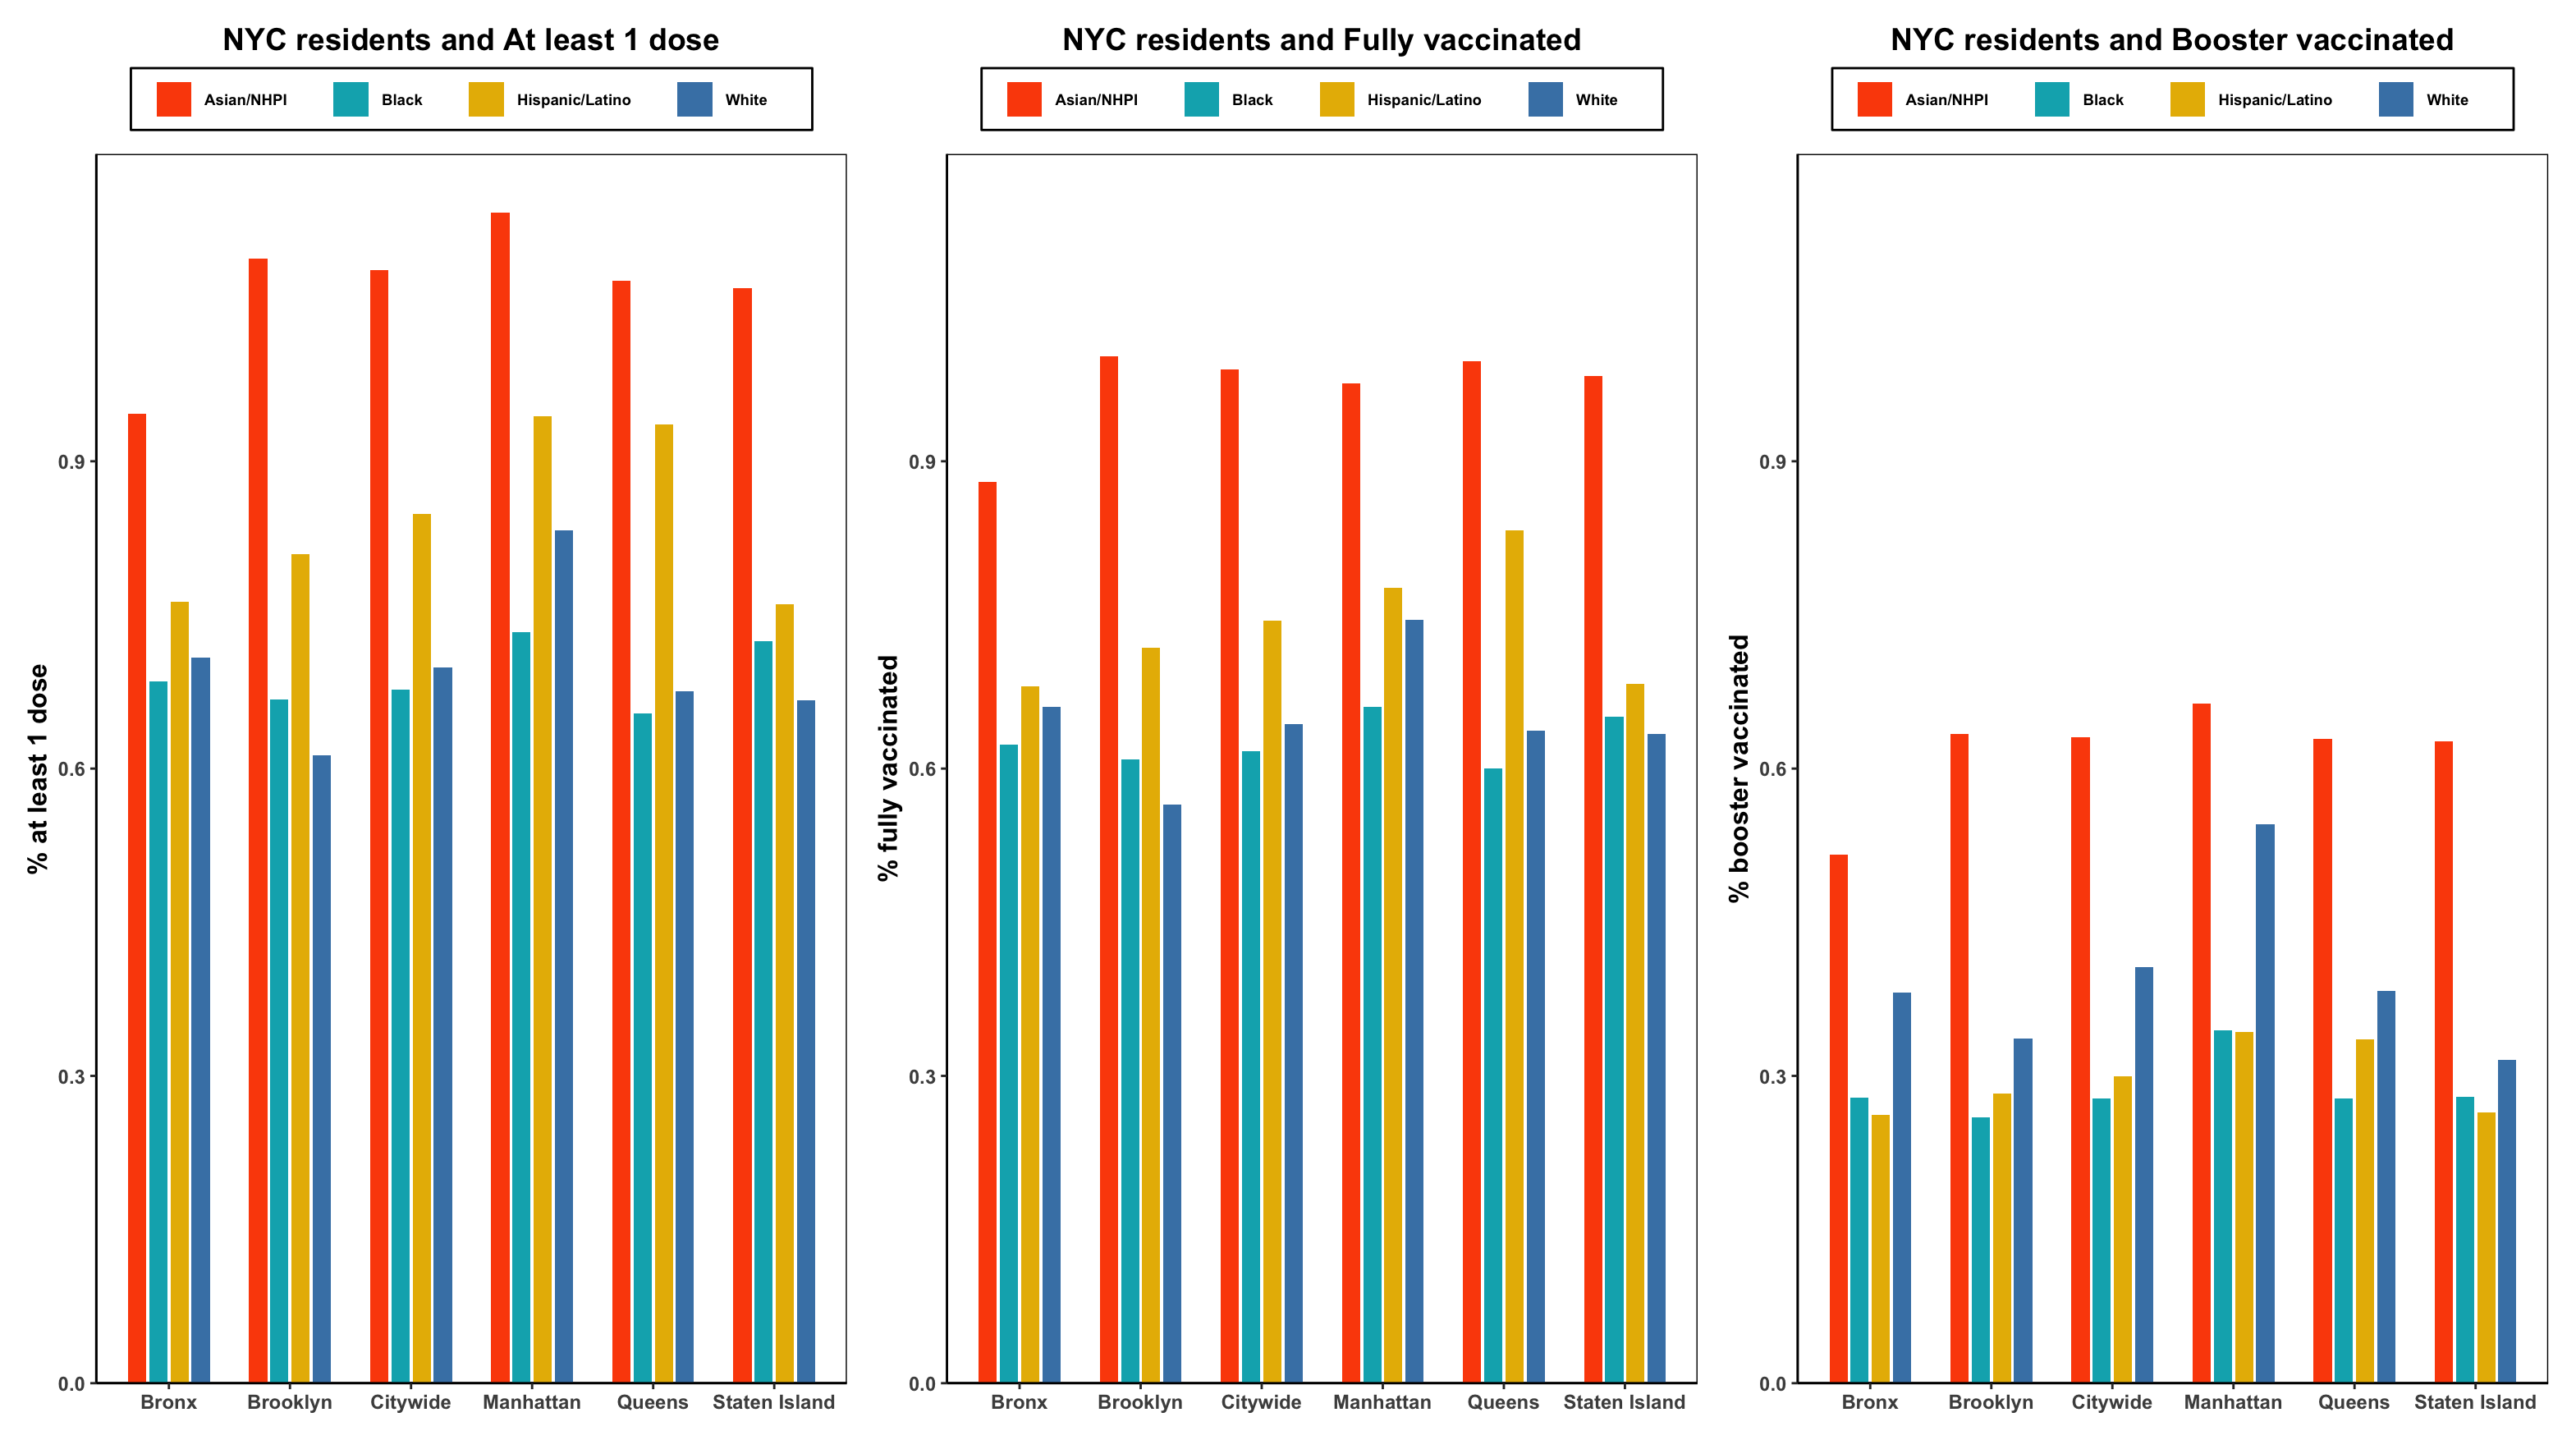 NYC residents and At least 1 dose
Asian/NHPI Black Hispanic/Latino White
% at least 1 dose
0.9
0.6
0.3
0.0
Bronx Brooklyn Citywide Manhattan Queens Staten Island
NYC residents and Fully vaccinated
Asian/NHPI Black Hispanic/Latino White
% fully vaccinated
0.9
0.6
0.3
0.0
Bronx Brooklyn Citywide Manhattan Queens Staten Island
NYC residents and Booster vaccinated
Asian/NHPI Black Hispanic/Latino White
% booster vaccinated
0.9
0.6
0.3
0.0
Bronx Brooklyn Citywide Manhattan Queens Staten Island